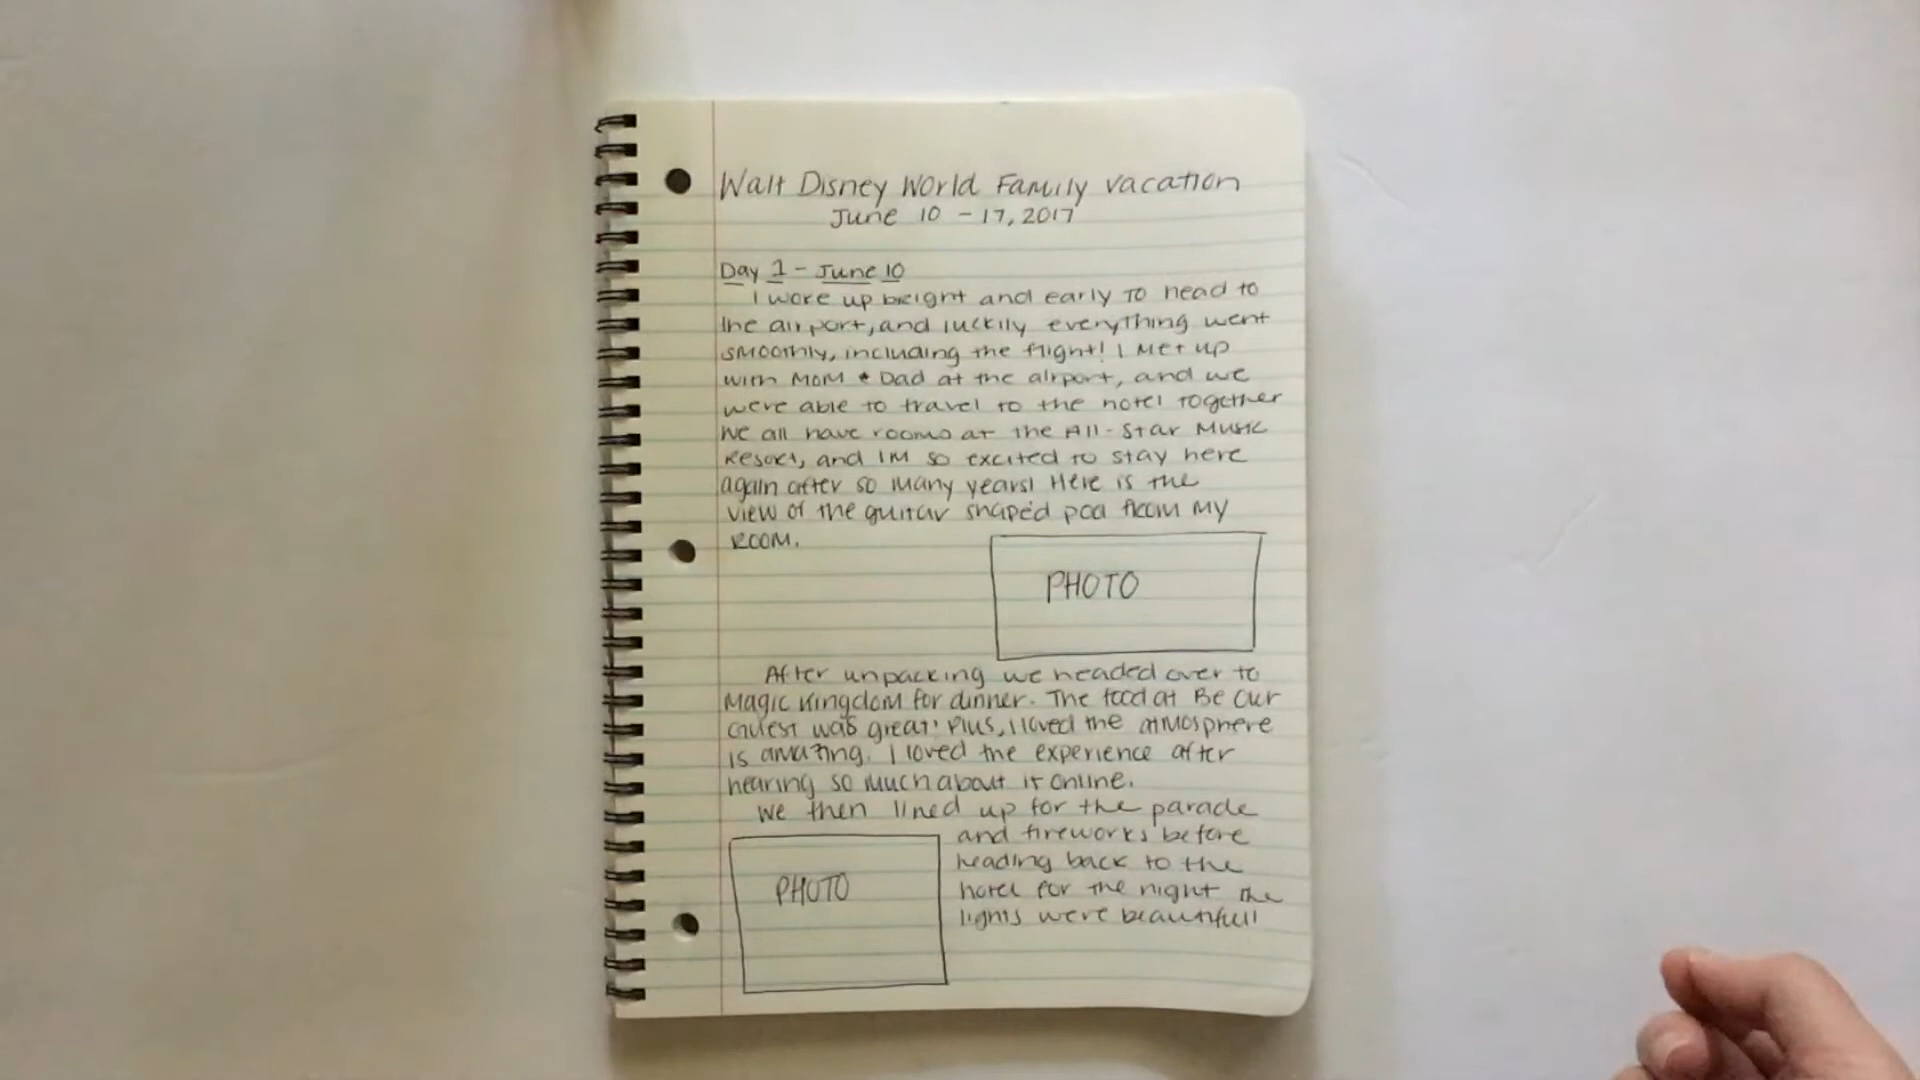 Walt Disney World Family Vacation
June 10 - 17, 2017
Day 1 - June 10
I woke up bright and early to head to
the airport, and luckily everything went
smoothly, including the flight! I met up
with Mom + Dad at the airport, and we
were able to travel to the hotel together
We all have rooms at the All-Star Music
Resort, and IM so excited to stay here
again after so many years! Here is the
view of the guitar shaped pool from my
room.
PHOTO
After unpacking we headed over to
Magic Kingdom for dinner. The food at Be Our
Guest was great! Plus, I loved the atmosphere
is amazing. I loved the experience after
hearing so much about it online.
We then lined up for the parade
and fireworks before
heading back to the
hotel for the night the
lights were beautiful!
PHOTO